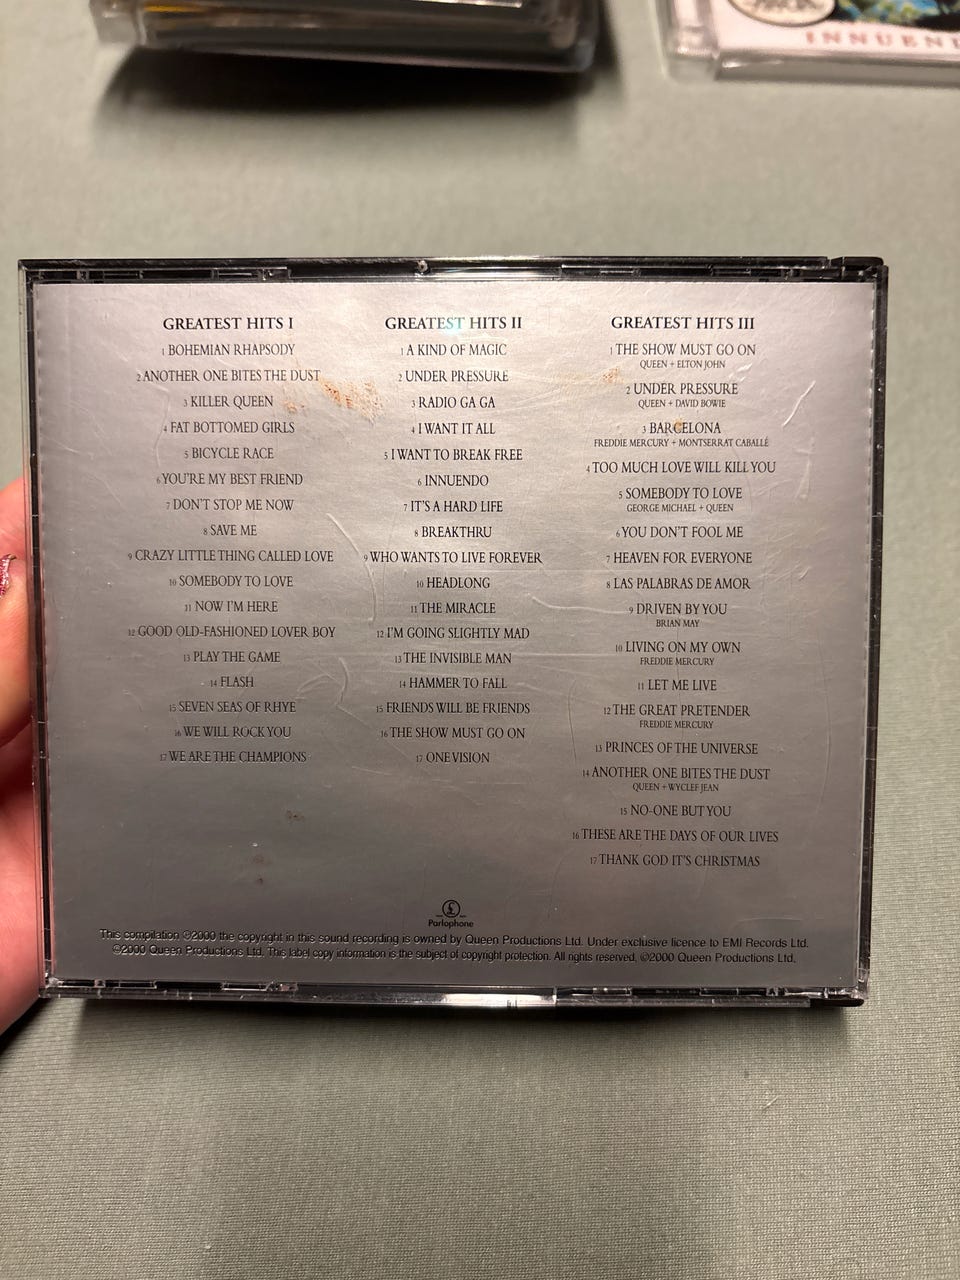 INNUEN
GREATEST HITS I
1 BOHEMIAN RHAPSODY
2 ANOTHER ONE BITES THE DUST
3 KILLER QUEEN
4 FAT BOTTOMED GIRLS
5 BICYCLE RACE
6 YOU'RE MY BEST FRIEND
7 DON'T STOP ME NOW
8 SAVE ME
9 CRAZY LITTLE THING CALLED LOVE
10 SOMEBODY TO LOVE
11 NOW I'M HERE
12 GOOD OLD-FASHIONED LOVER BOY
13 PLAY THE GAME
14 FLASH
15 SEVEN SEAS OF RHYE
16 WE WILL ROCK YOU
17 WE ARE THE CHAMPIONS
GREATEST HITS II
1 A KIND OF MAGIC
2 UNDER PRESSURE
3 RADIO GA GA
4 I WANT IT ALL
5 I WANT TO BREAK FREE
6 INNUENDO
7 IT'S A HARD LIFE
8 BREAKTHRU
9 WHO WANTS TO LIVE FOREVER
10 HEADLONG
11 THE MIRACLE
12 I'M GOING SLIGHTLY MAD
13 THE INVISIBLE MAN
14 HAMMER TO FALL
15 FRIENDS WILL BE FRIENDS
16 THE SHOW MUST GO ON
17 ONE VISION
GREATEST HITS III
1 THE SHOW MUST GO ON
QUEEN + ELTON JOHN
2 UNDER PRESSURE
QUEEN + DAVID BOWIE
3 BARCELONA
FREDDIE MERCURY + MONTSERRAT CABALLÉ
4 TOO MUCH LOVE WILL KILL YOU
5 SOMEBODY TO LOVE
GEORGE MICHAEL + QUEEN
6 YOU DON'T FOOL ME
7 HEAVEN FOR EVERYONE
8 LAS PALABRAS DE AMOR
9 DRIVEN BY YOU
BRIAN MAY
10 LIVING ON MY OWN
FREDDIE MERCURY
11 LET ME LIVE
12 THE GREAT PRETENDER
FREDDIE MERCURY
13 PRINCES OF THE UNIVERSE
14 ANOTHER ONE BITES THE DUST
QUEEN + WYCLEF JEAN
15 NO-ONE BUT YOU
16 THESE ARE THE DAYS OF OUR LIVES
17 THANK GOD IT'S CHRISTMAS
Parlophone
This compilation ℗2000 the copyright in this sound recording is owned by Queen Productions Ltd. Under exclusive licence to EMI Records Ltd.
©2000 Queen Productions Ltd. This label copy information is the subject of copyright protection. All rights reserved. ©2000 Queen Productions Ltd.